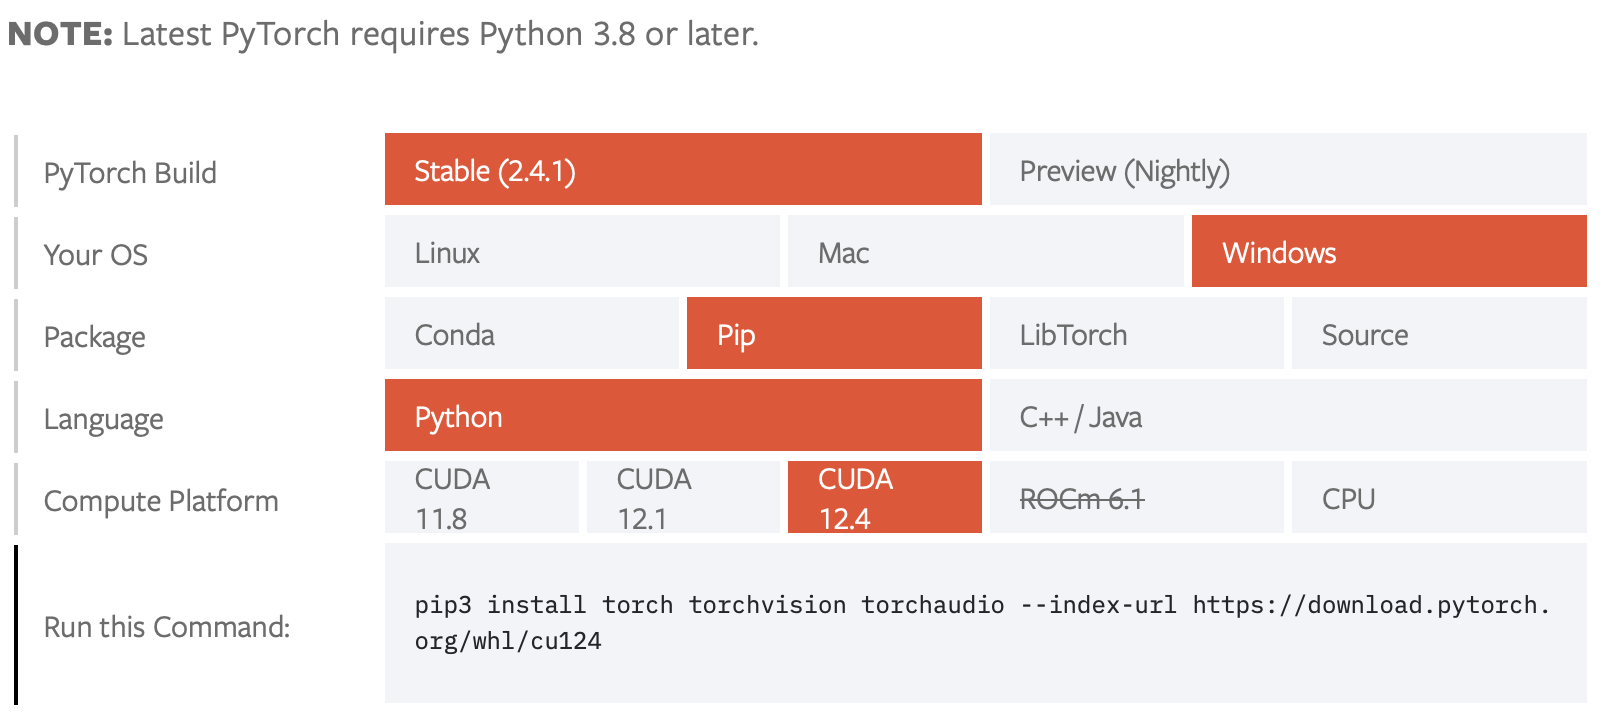 NOTE: Latest PyTorch requires Python 3.8 or later.
PyTorch Build
Stable (2.4.1)
Preview (Nightly)
Your OS
Linux
Mac
Windows
Package
Conda
Pip
LibTorch
Source
Language
Python
C++ / Java
Compute Platform
CUDA
11.8
CUDA
12.1
CUDA
12.4
ROCm 6.1
CPU
Run this Command:
pip3 install torch torchvision torchaudio --index-url https://download.pytorch.
org/whl/cu124